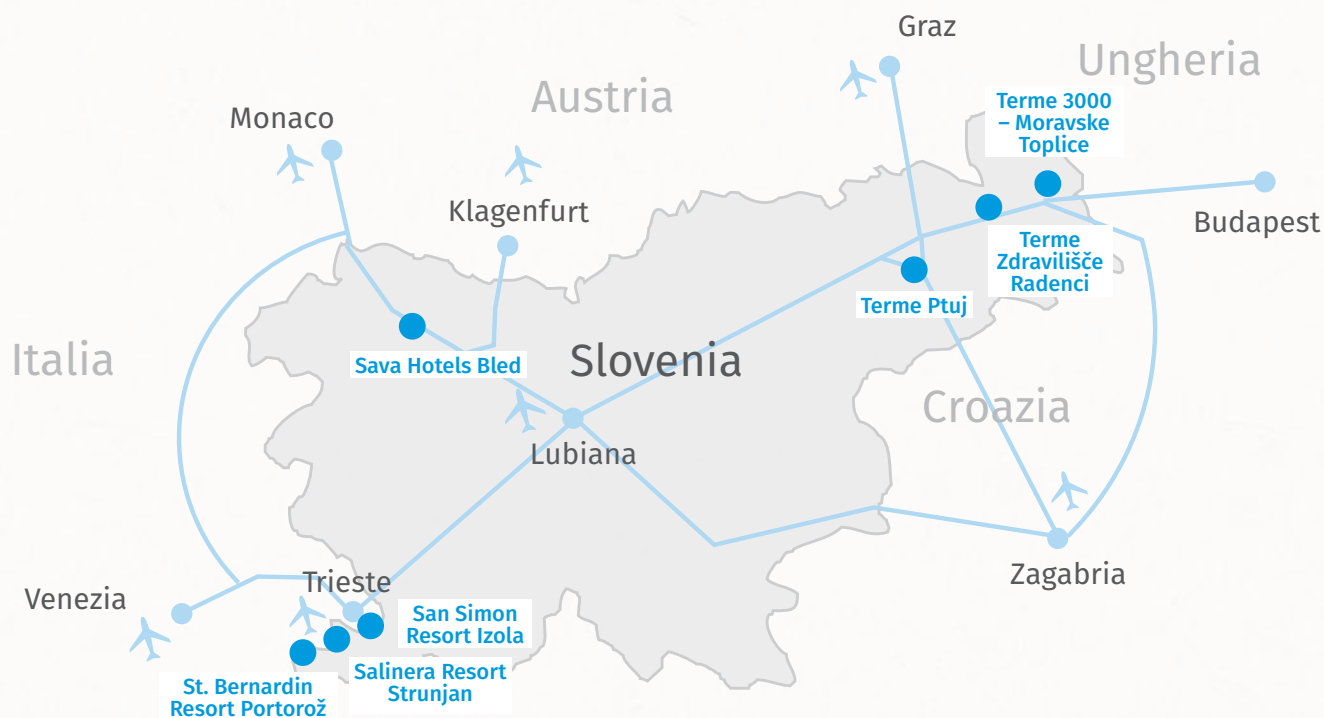 Graz
Ungheria
Austria
Terme 3000
– Moravske
Toplice
Monaco
Klagenfurt
Budapest
Terme
Zdravilišče
Radenci
Terme Ptuj
Italia
Sava Hotels Bled
Slovenia
Croazia
Lubiana
Zagabria
Trieste
Venezia
San Simon
Resort Izola
Salinera Resort
Strunjan
St. Bernardin
Resort Portorož